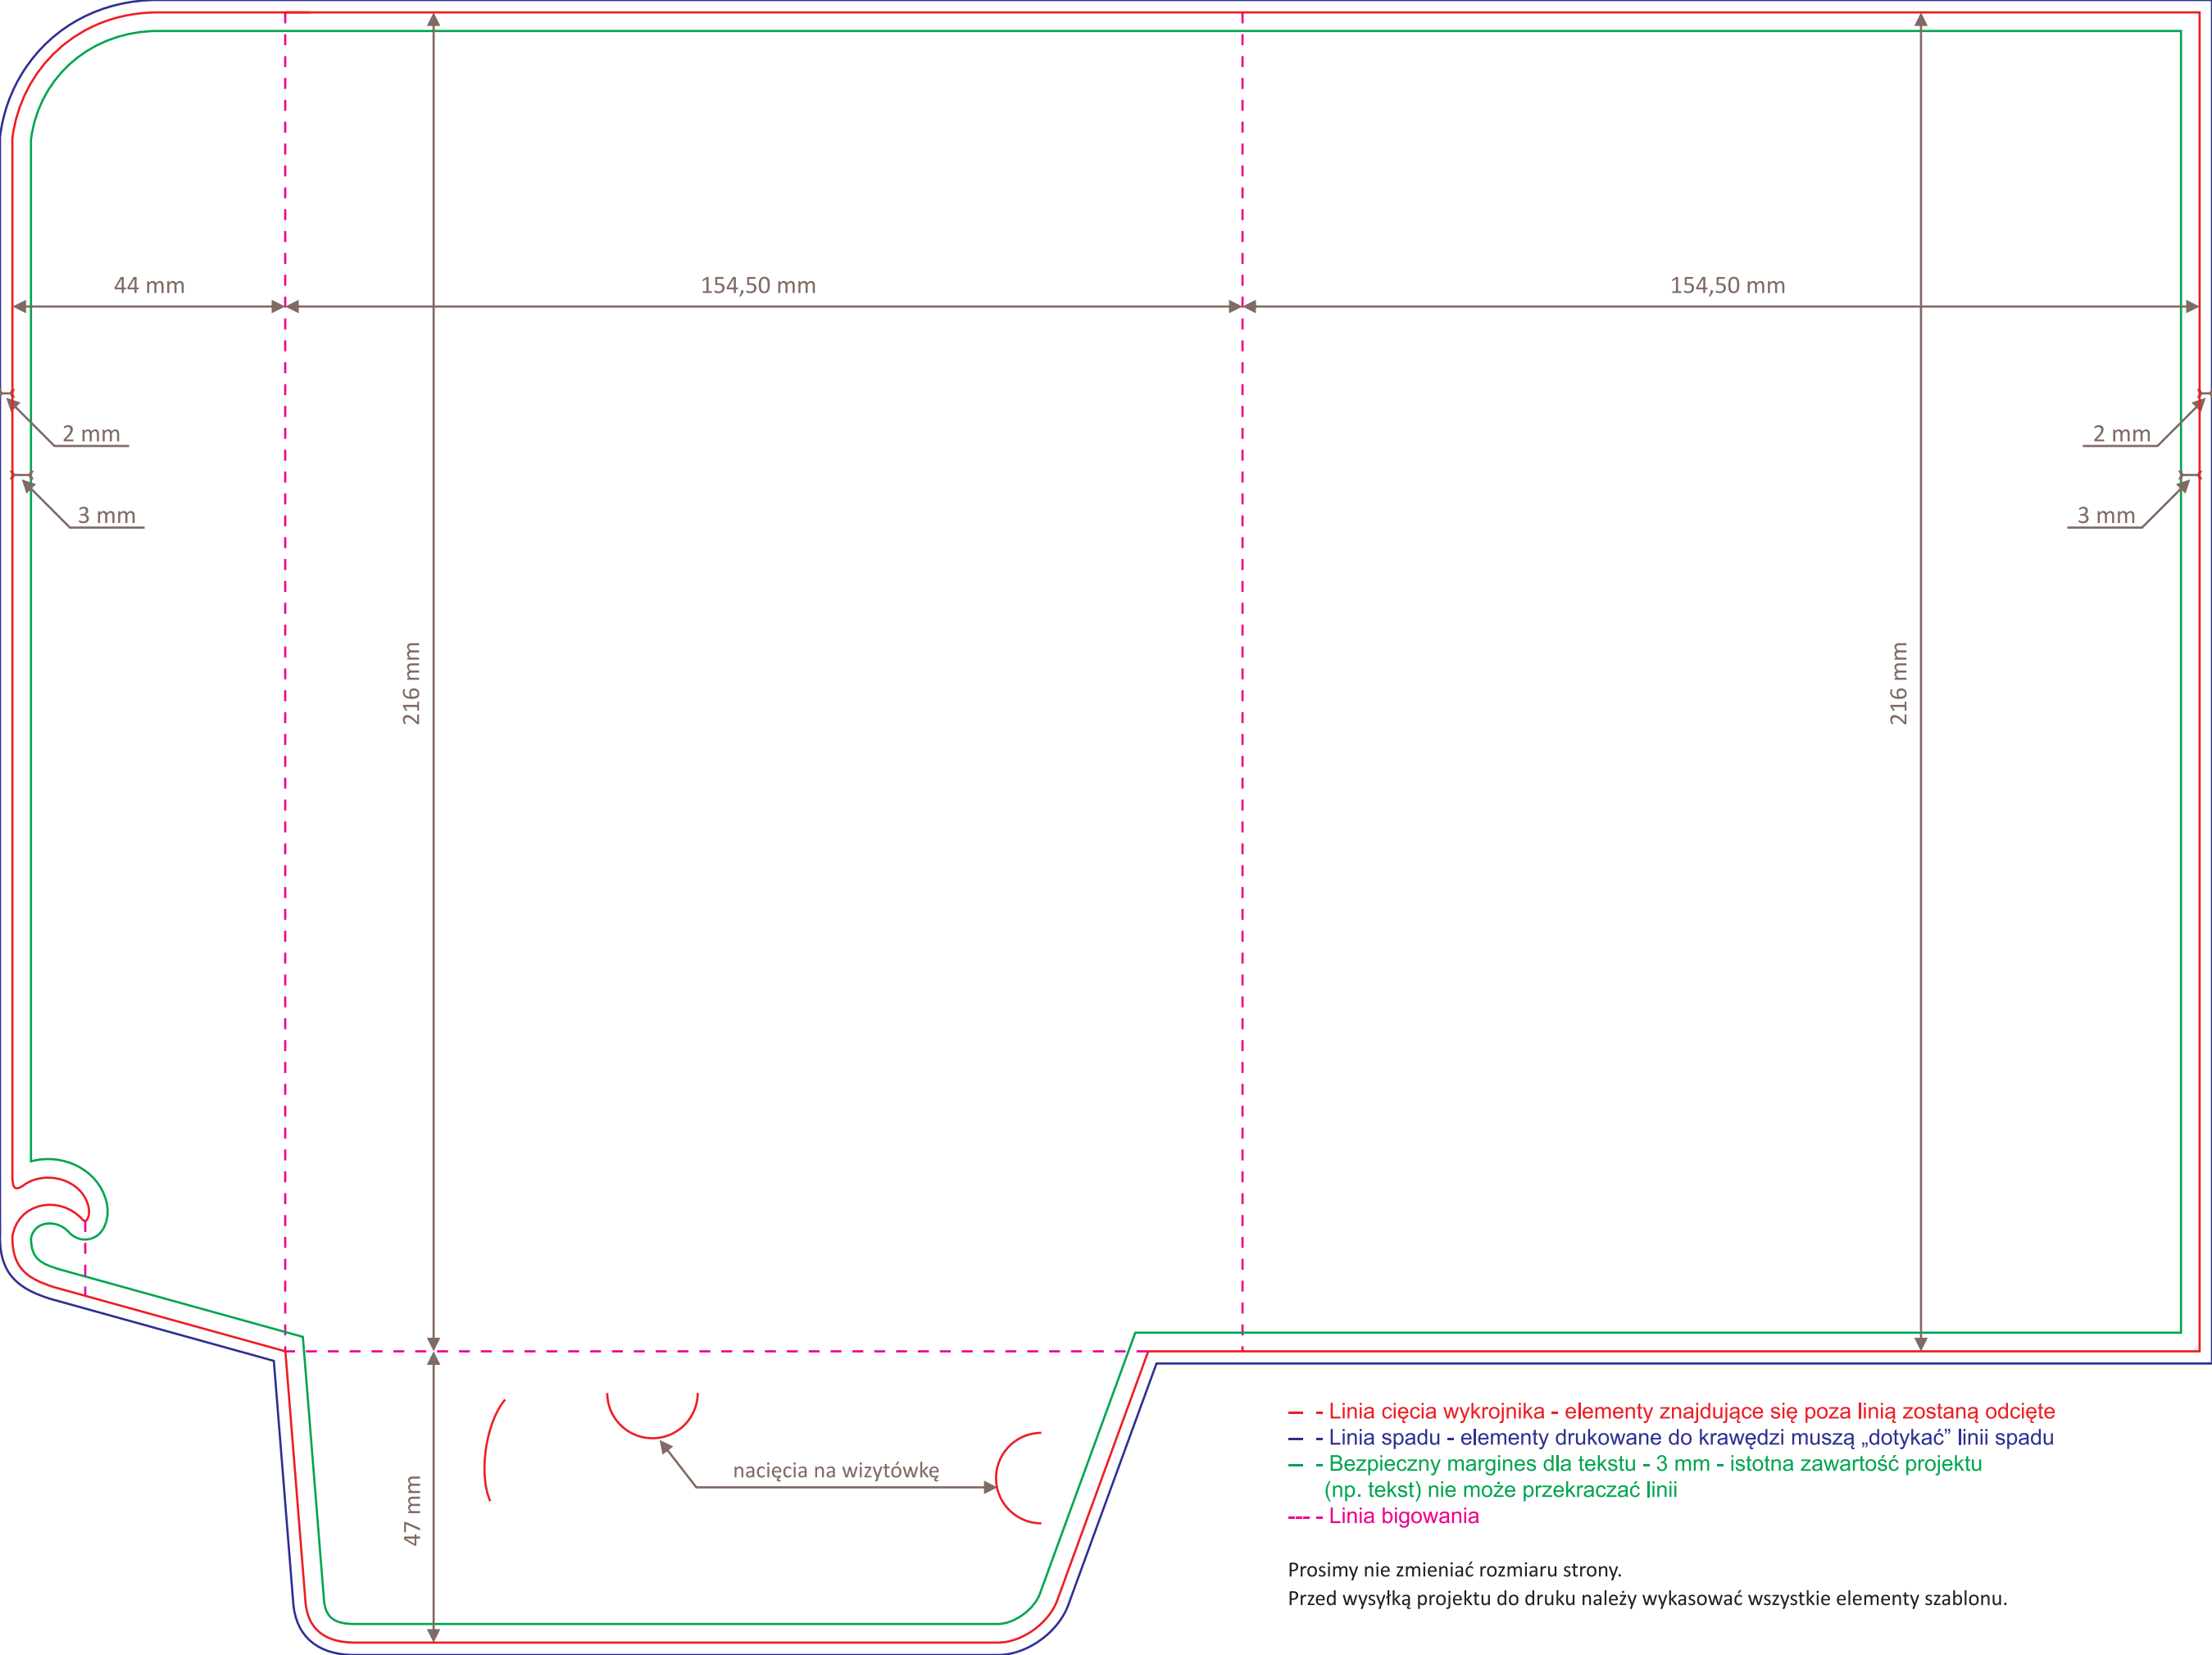 44 mm
154,50 mm
154,50 mm
2 mm
2 mm
3 mm
3 mm
216 mm
216 mm
nacięcia na wizytówkę
47 mm
- Linia cięcia wykrojnika - elementy znajdujące się poza linią zostaną odcięte
- Linia spadu - elementy drukowane do krawędzi muszą „dotykać” linii spadu
- Bezpieczny margines dla tekstu - 3 mm - istotna zawartość projektu
(np. tekst) nie może przekraczać linii
- Linia bigowania
Prosimy nie zmieniać rozmiaru strony.
Przed wysyłką projektu do druku należy wykasować wszystkie elementy szablonu.